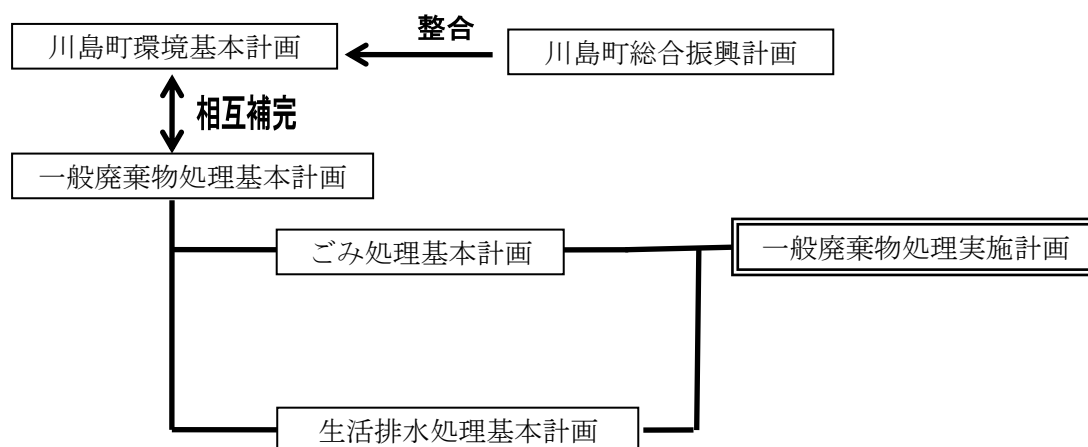 整合
川島町環境基本計画
川島町総合振興計画
相互補完
一般廃棄物処理基本計画
ごみ処理基本計画
一般廃棄物処理実施計画
生活排水処理基本計画